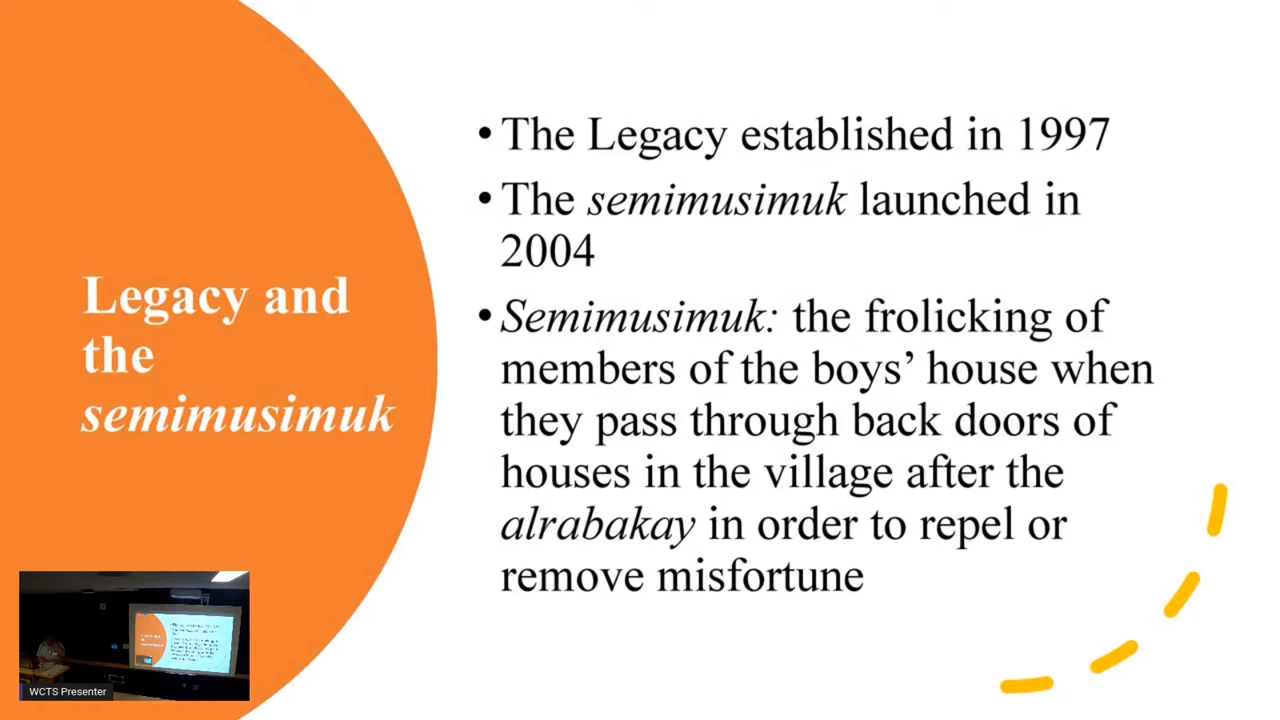 Legacy and
the
semimusimuk
• The Legacy established in 1997
• The semimusimuk launched in
2004
• Semimusimuk: the frolicking of
members of the boys’ house when
they pass through back doors of
houses in the village after the
alrabakay in order to repel or
remove misfortune
WCTS Presenter